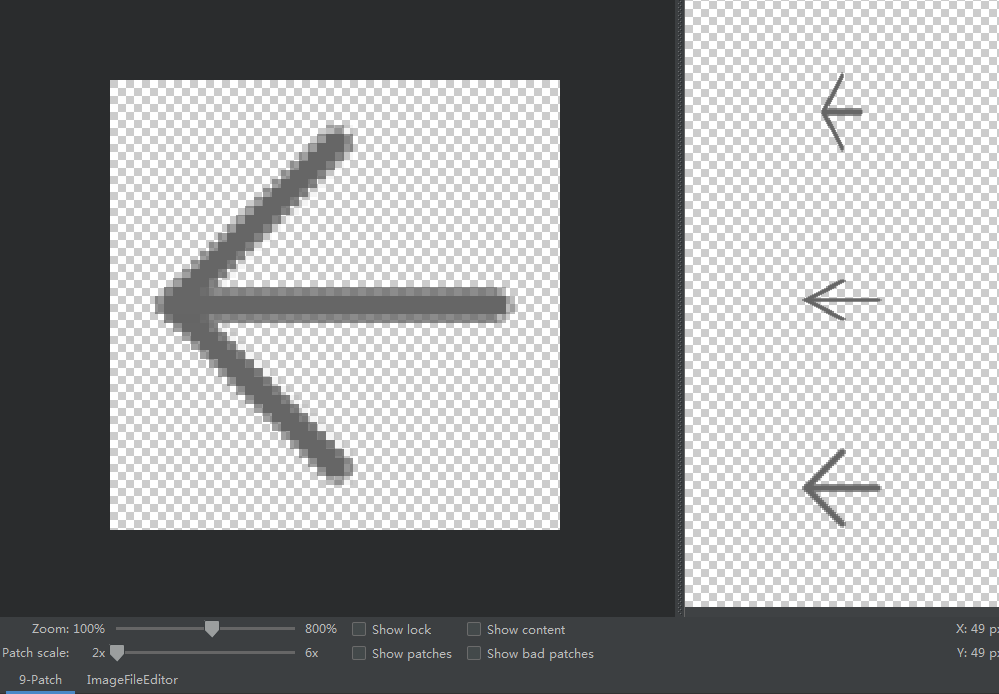 Zoom: 100% 800% Show lock Show content X: 49 px
Patch scale: 2x 6x Show patches Show bad patches Y: 49 px
9-Patch ImageFileEditor